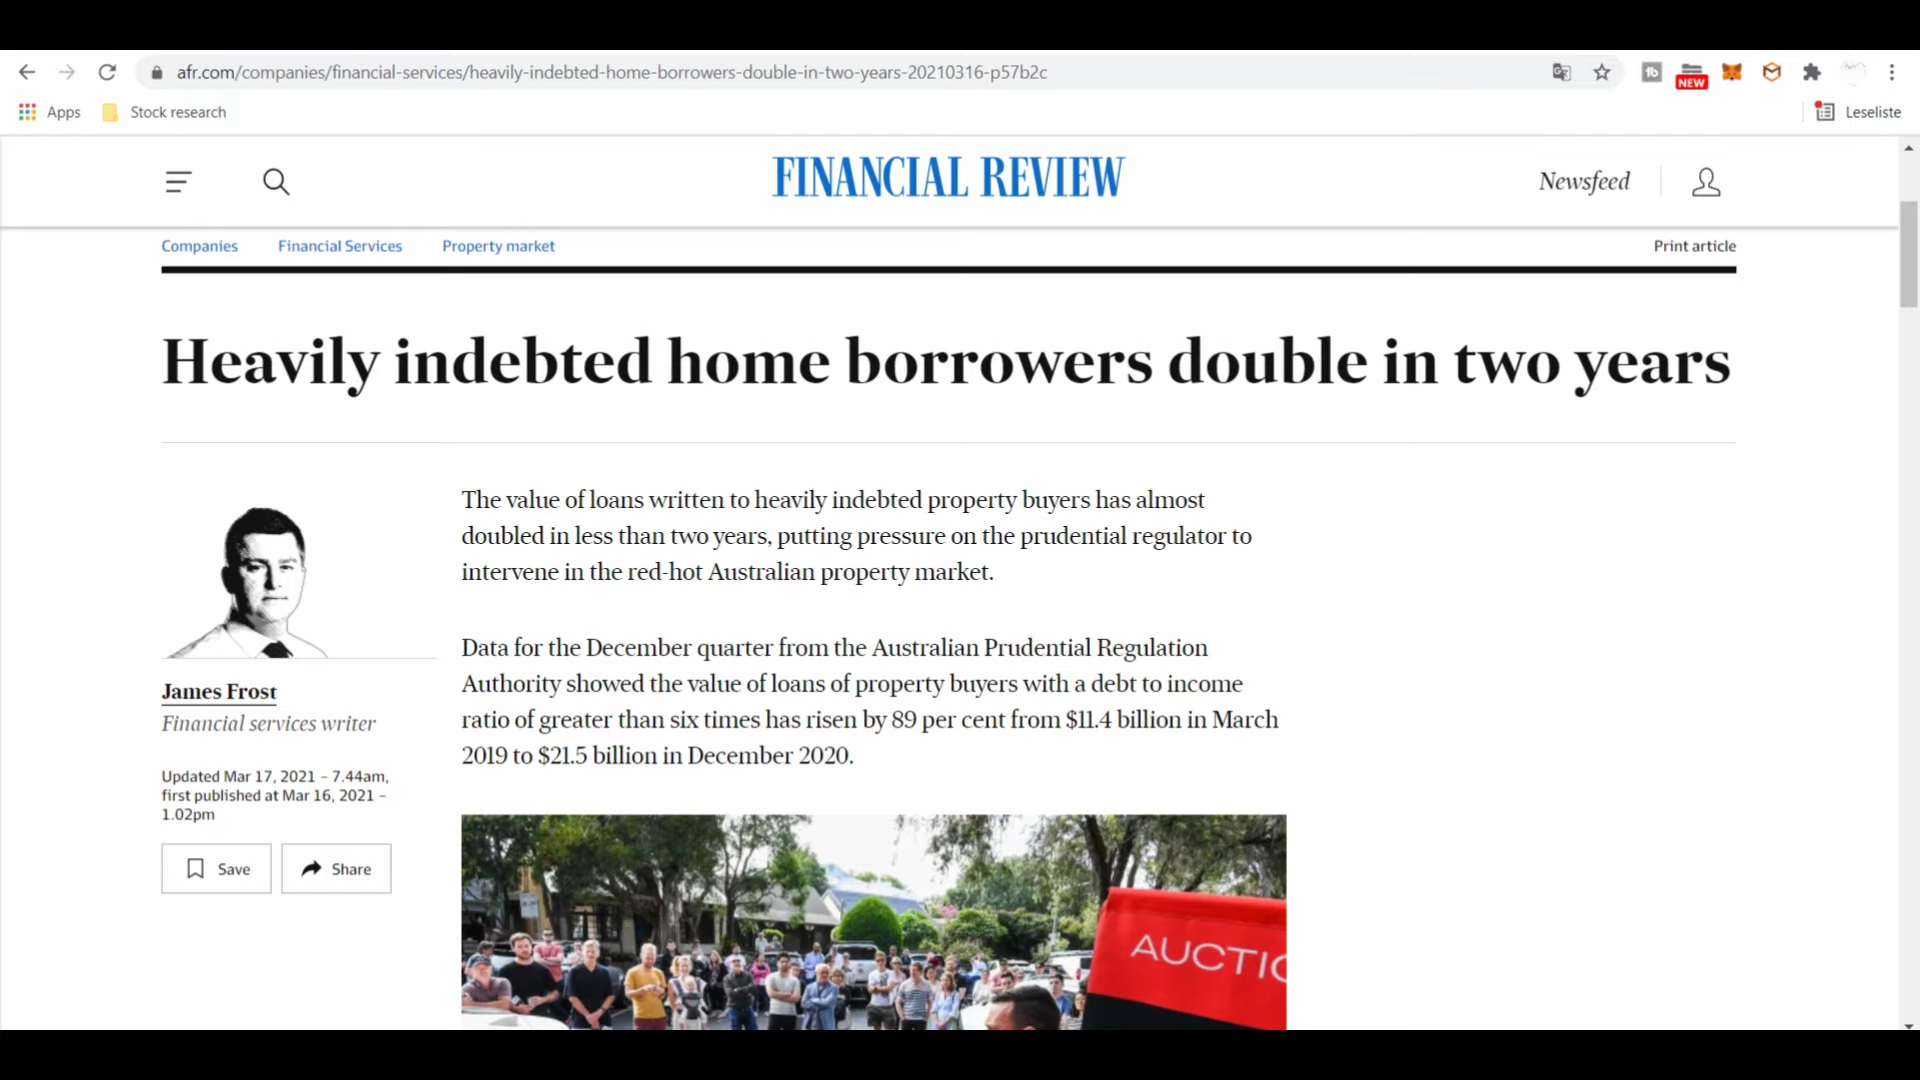 afr.com/companies/financial-services/heavily-indebted-home-borrowers-double-in-two-years-20210316-p57b2c
NEW
Apps
Stock research
Leseliste
FINANCIAL REVIEW
Newsfeed
Companies
Financial Services
Property market
Print article
Heavily indebted home borrowers double in two years
The value of loans written to heavily indebted property buyers has almost
doubled in less than two years, putting pressure on the prudential regulator to
intervene in the red-hot Australian property market.
Data for the December quarter from the Australian Prudential Regulation
Authority showed the value of loans of property buyers with a debt to income
ratio of greater than six times has risen by 89 per cent from $11.4 billion in March
2019 to $21.5 billion in December 2020.
James Frost
Financial services writer
Updated Mar 17, 2021 – 7.44am,
first published at Mar 16, 2021 –
1.02pm
Save
Share
AUCTIO